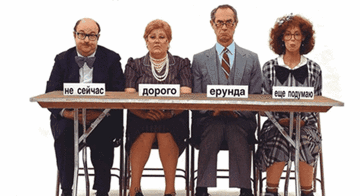 не сейчас
дорого
ерунда
еще подумаю